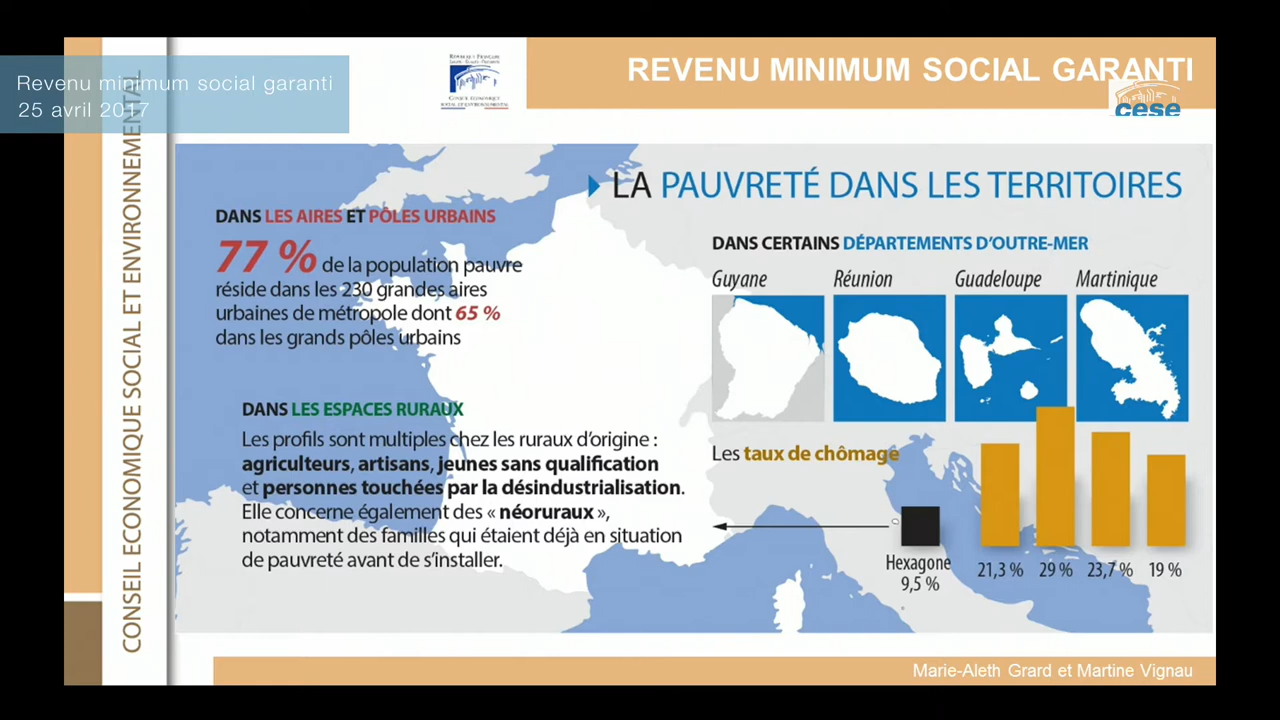 Revenu minimum social garanti
25 avril 2017
CONSEIL ECONOMIQUE SOCIAL ET ENVIRONNEMENTAL
REVENU MINIMUM SOCIAL GARANTI
cese
LA PAUVRETÉ DANS LES TERRITOIRES
DANS LES AIRES ET PÔLES URBAINS
77 % de la population pauvre
réside dans les 230 grandes aires
urbaines de métropole dont 65 %
dans les grands pôles urbains
DANS LES ESPACES RURAUX
Les profils sont multiples chez les ruraux d'origine :
agriculteurs, artisans, jeunes sans qualification
et personnes touchées par la désindustrialisation.
Elle concerne également des « néoruraux »,
notamment des familles qui étaient déjà en situation
de pauvreté avant de s'installer.
DANS CERTAINS DÉPARTEMENTS D'OUTRE-MER
Guyane Réunion Guadeloupe Martinique
Les taux de chômage
Hexagone
9,5 %
21,3 % 29 % 23,7 % 19 %
Marie-Aleth Grard et Martine Vignau